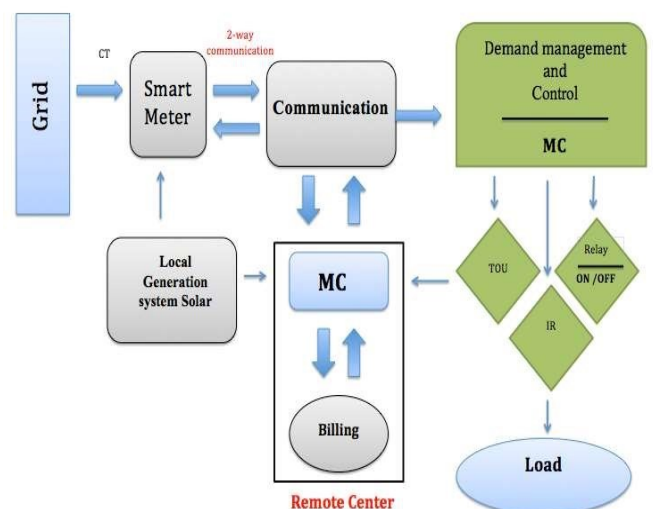 Grid
CT
Smart
Meter
2-way
communication
Communication
Demand management
and
Control
MC
Local
Generation
system Solar
MC
Billing
Remote Center
TOU
IR
Relay
ON /OFF
Load